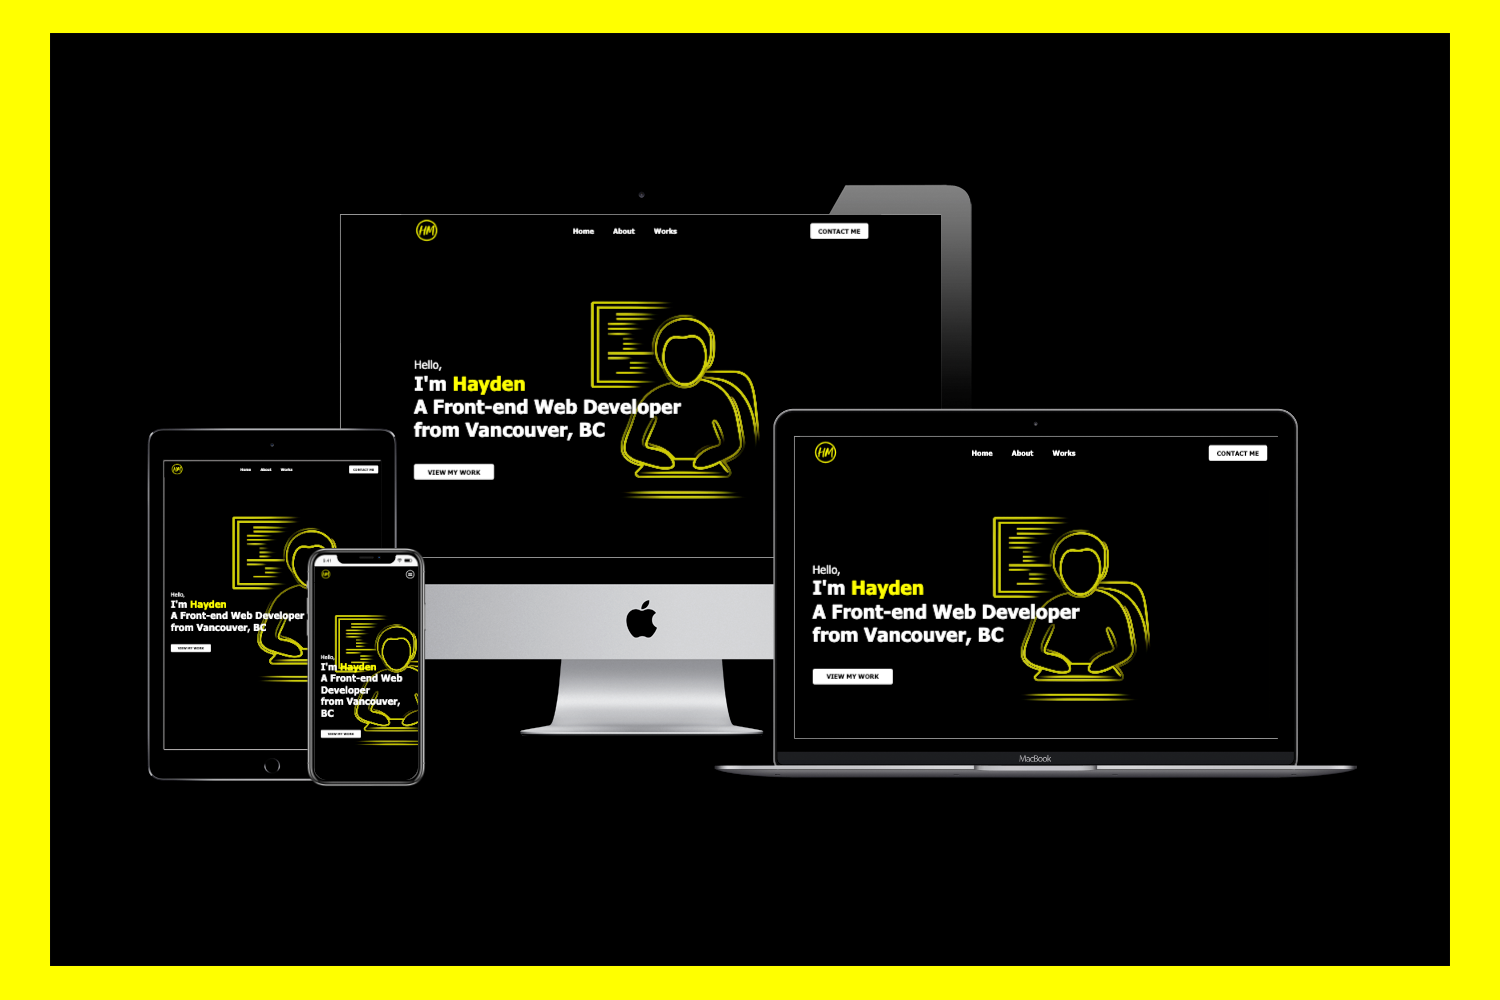 HM
Home About Works
CONTACT ME
Hello,
I'm Hayden
A Front-end Web Developer
from Vancouver, BC
VIEW MY WORK
HM
Home About Works
CONTACT ME
Hello,
I'm Hayden
A Front-end Web Developer
from Vancouver, BC
VIEW MY WORK
9:41
HM
Hello,
I'm Hayden
A Front-end Web
Developer
from Vancouver,
BC
VIEW MY WORK
HM
Home About Works
CONTACT ME
Hello,
I'm Hayden
A Front-end Web Developer
from Vancouver, BC
VIEW MY WORK
MacBook